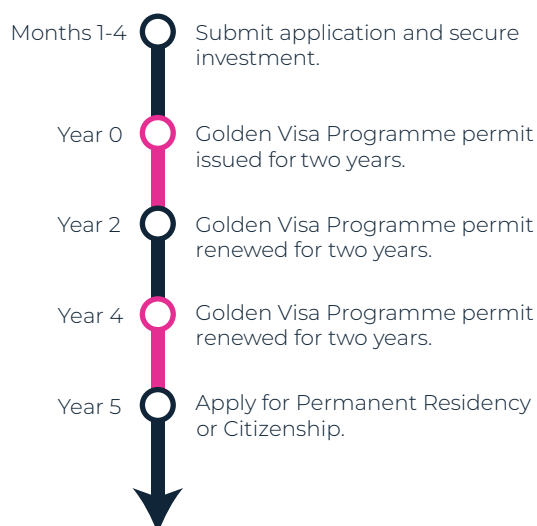 Months 1-4
Submit application and secure
investment.
Year 0
Golden Visa Programme permit
issued for two years.
Year 2
Golden Visa Programme permit
renewed for two years.
Year 4
Golden Visa Programme permit
renewed for two years.
Year 5
Apply for Permanent Residency
or Citizenship.